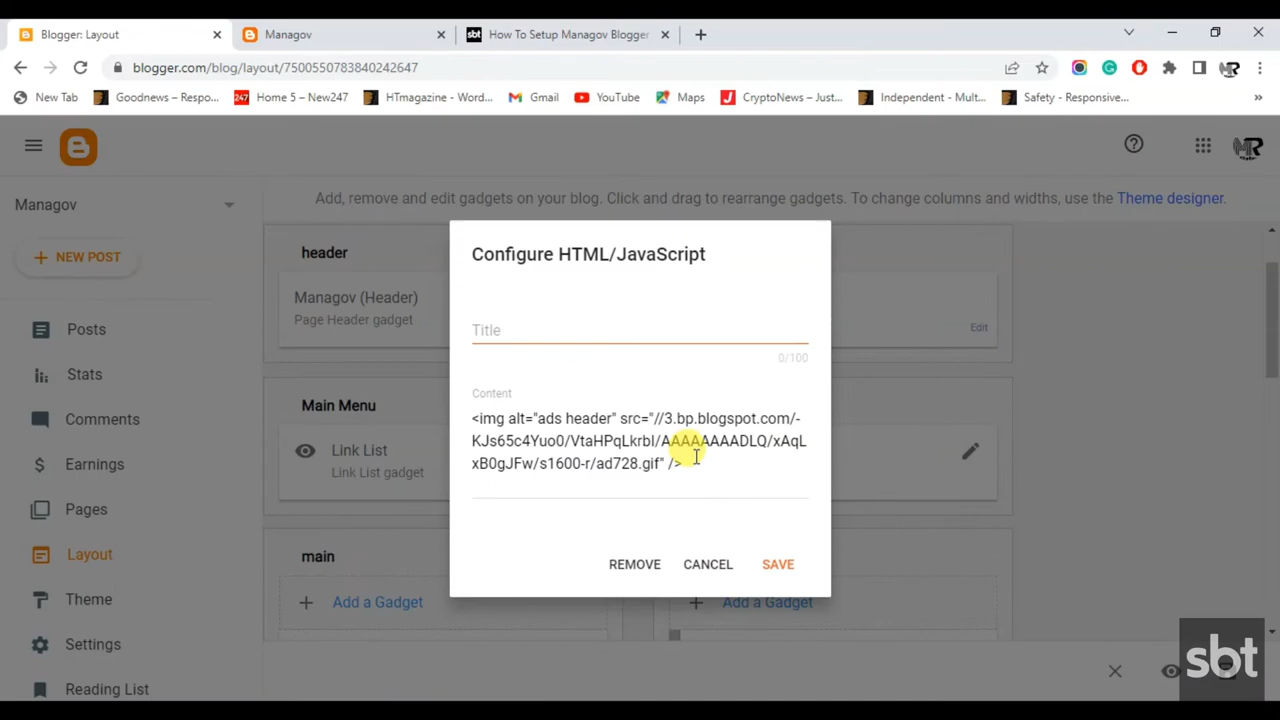 Blogger: Layout
Managov
sbt How To Setup Managov Blogger
blogger.com/blog/layout/7500550783840242647
New Tab
Goodnews – Respo...
247 Home 5 – New247
HTmagazine - Word...
Gmail
YouTube
Maps
CryptoNews – Just...
Independent - Mult...
Safety - Responsive...
»
MR
Managov
Add, remove and edit gadgets on your blog. Click and drag to rearrange gadgets. To change columns and widths, use the Theme designer.
+ NEW POST
Posts
Stats
Comments
Earnings
Pages
Layout
Theme
Settings
Reading List
header
Managov (Header)
Page Header gadget
Edit
Main Menu
Link List
Link List gadget
main
+ Add a Gadget
+ Add a Gadget
Configure HTML/JavaScript
Title
0/100
Content
<img alt="ads header" src="//3.bp.blogspot.com/-
KJs65c4Yuo0/VtaHPqLkrbI/AAAAAAAADLQ/xAqL
xB0gJFw/s1600-r/ad728.gif" />
REMOVE
CANCEL
SAVE
sbt